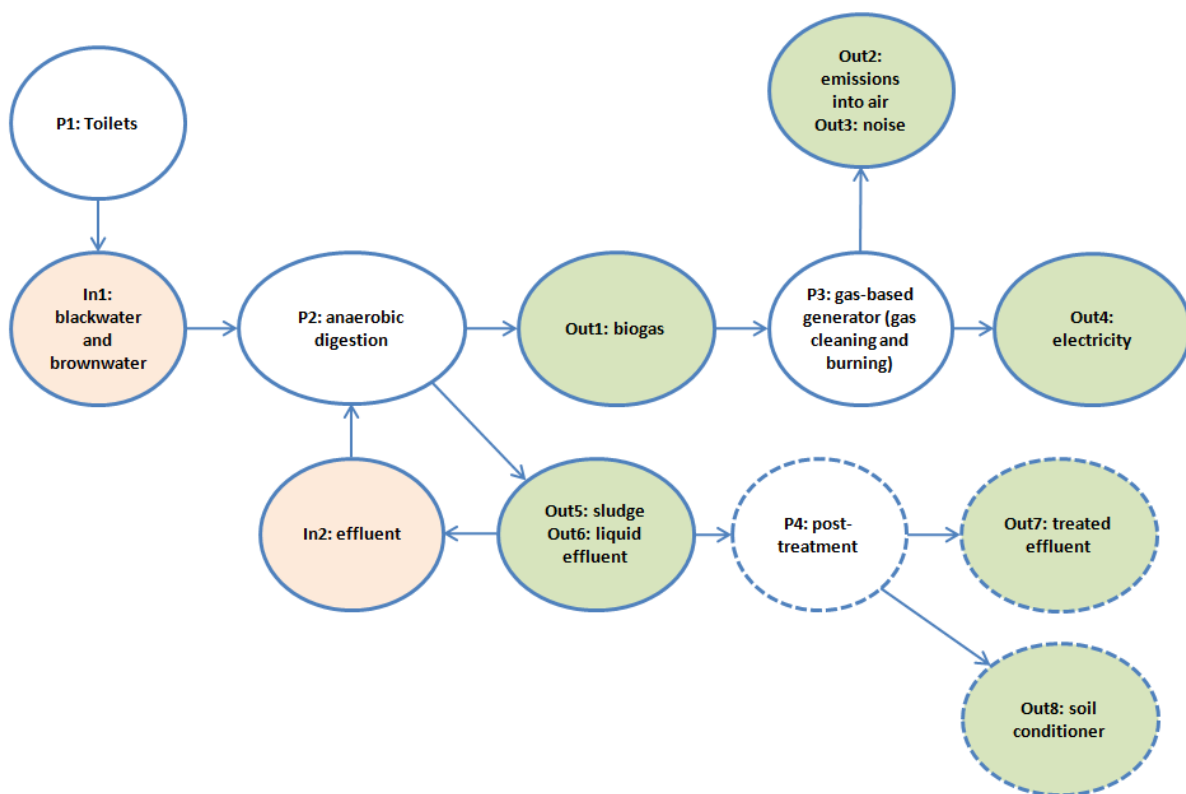 P1: Toilets
Out2:
emissions
into air
Out3: noise
In1:
blackwater
and
brownwater
P2: anaerobic
digestion
Out1: biogas
P3: gas-based
generator (gas
cleaning and
burning)
Out4:
electricity
In2: effluent
Out5: sludge
Out6: liquid
effluent
P4: post-
treatment
Out7: treated
effluent
Out8: soil
conditioner